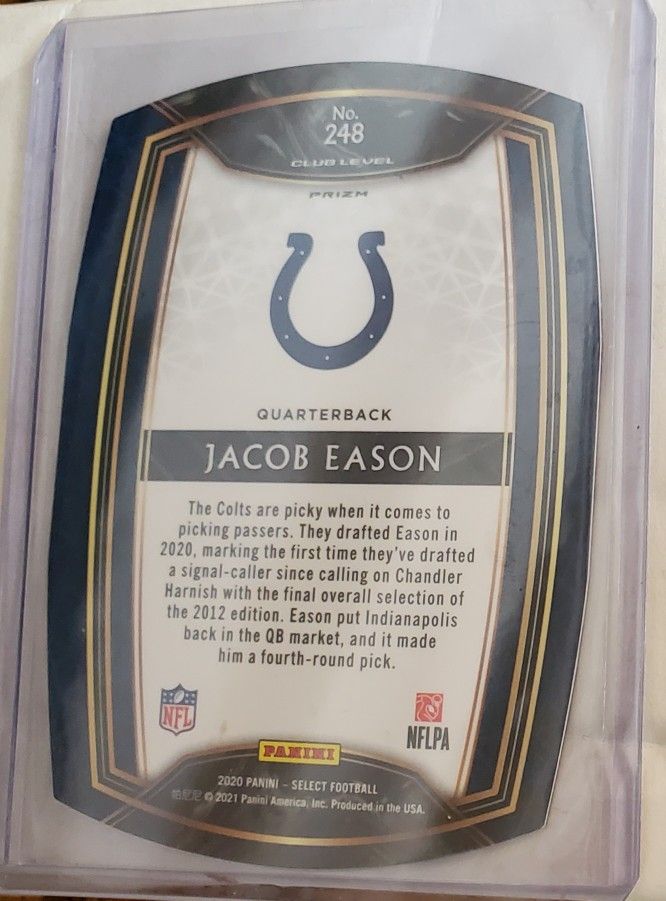 No.
248
CLUB LEVEL
PRIZM
QUARTERBACK
JACOB EASON
The Colts are picky when it comes to
picking passers. They drafted Eason in
2020, marking the first time they've drafted
a signal-caller since calling on Chandler
Harnish with the final overall selection of
the 2012 edition. Eason put Indianapolis
back in the QB market, and it made
him a fourth-round pick.
NFL
NFLPA
PANINI
2020 PANINI - SELECT FOOTBALL
© 2021 Panini America, Inc. Produced in the USA.